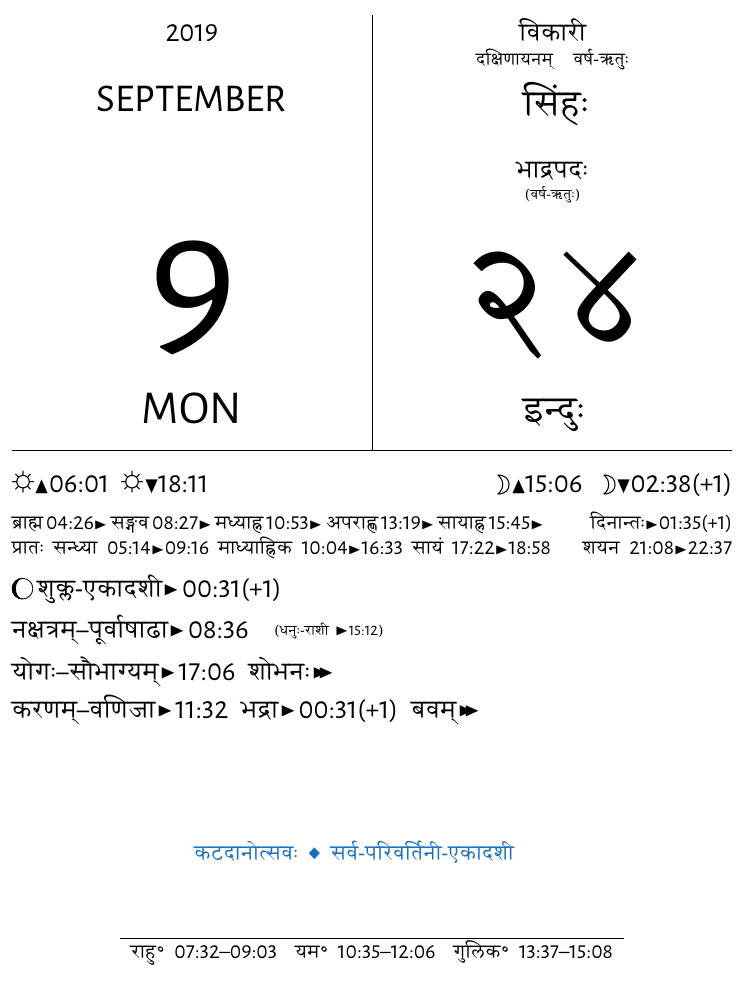 2019
SEPTEMBER
9
MON
विकारी
दक्षिणायनम् वर्ष-ऋतुः
सिंहः
भाद्रपदः
(वर्ष-ऋतुः)
२४
इन्दुः
☼▲06:01 ☼▼18:11 ☽▲15:06 ☽▼02:38(+1)
ब्राह्म 04:26► सङ्गव 08:27► मध्याह्न 10:53► अपराह्ण 13:19► सायाह्न 15:45► दिनान्तः►01:35(+1)
प्रातः सन्ध्या 05:14►09:16 माध्याह्निक 10:04►16:33 सायं 17:22►18:58 शयन 21:08►22:37
शुक्ल-एकादशी► 00:31(+1)
नक्षत्रम्–पूर्वाषाढा► 08:36 (धनुः-राशी ►15:12)
योगः–सौभाग्यम्►17:06 शोभनः►►
करणम्–वणिजा►11:32 भद्रा►00:31(+1) बवम्►►
कटदानोत्सवः ◆ सर्व-परिवर्तिनी-एकादशी
राहु॰ 07:32–09:03 यम॰ 10:35–12:06 गुलिक॰ 13:37–15:08